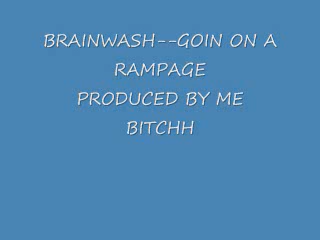 BRAINWASH--GOIN ON A
RAMPAGE
PRODUCED BY ME
BITCHH